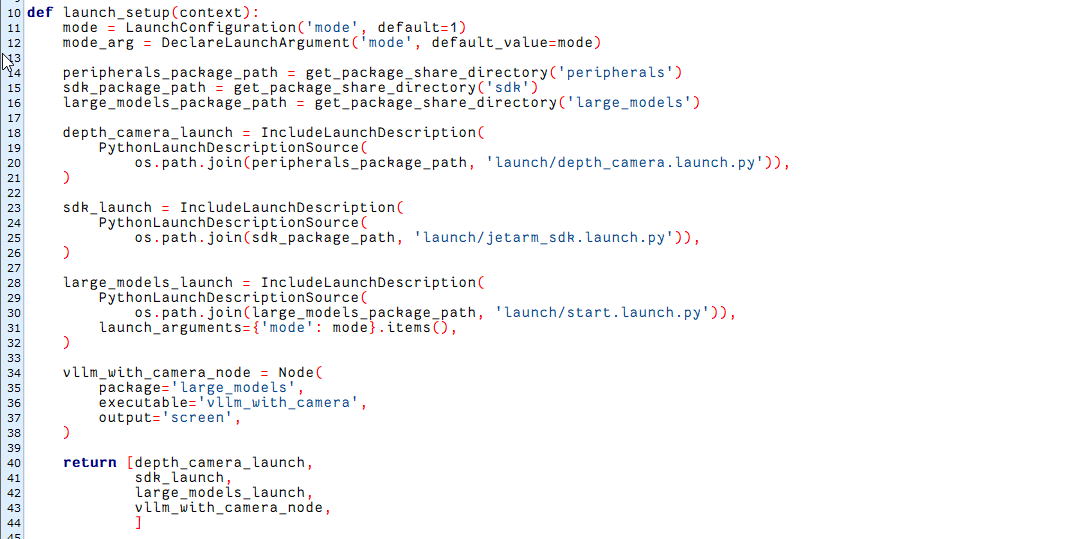 10 def launch_setup(context):
11     mode = LaunchConfiguration('mode', default=1)
12     mode_arg = DeclareLaunchArgument('mode', default_value=mode)
13
14     peripherals_package_path = get_package_share_directory('peripherals')
15     sdk_package_path = get_package_share_directory('sdk')
16     large_models_package_path = get_package_share_directory('large_models')
17
18     depth_camera_launch = IncludeLaunchDescription(
19         PythonLaunchDescriptionSource(
20             os.path.join(peripherals_package_path, 'launch/depth_camera.launch.py')),
21     )
22
23     sdk_launch = IncludeLaunchDescription(
24         PythonLaunchDescriptionSource(
25             os.path.join(sdk_package_path, 'launch/jetarm_sdk.launch.py')),
26     )
27
28     large_models_launch = IncludeLaunchDescription(
29         PythonLaunchDescriptionSource(
30             os.path.join(large_models_package_path, 'launch/start.launch.py')),
31         launch_arguments={'mode': mode}.items(),
32     )
33
34     vllm_with_camera_node = Node(
35         package='large_models',
36         executable='vllm_with_camera',
37         output='screen',
38     )
39
40     return [depth_camera_launch,
41             sdk_launch,
42             large_models_launch,
43             vllm_with_camera_node,
44             ]
45